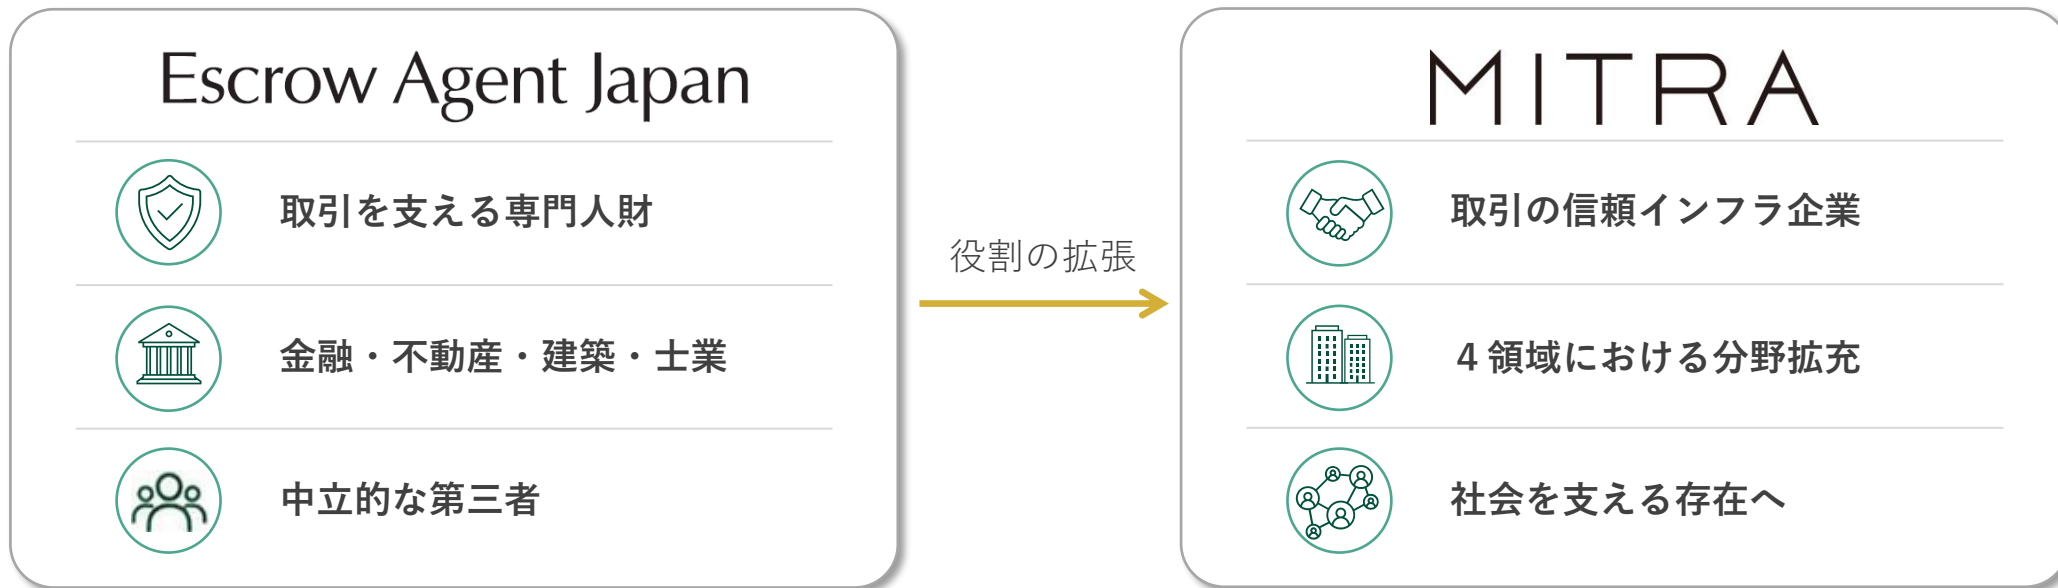 Escrow Agent Japan
取引を支える専門人財
金融・不動産・建築・士業
中立的な第三者
役割の拡張
MITRA
取引の信頼インフラ企業
４領域における分野拡充
社会を支える存在へ